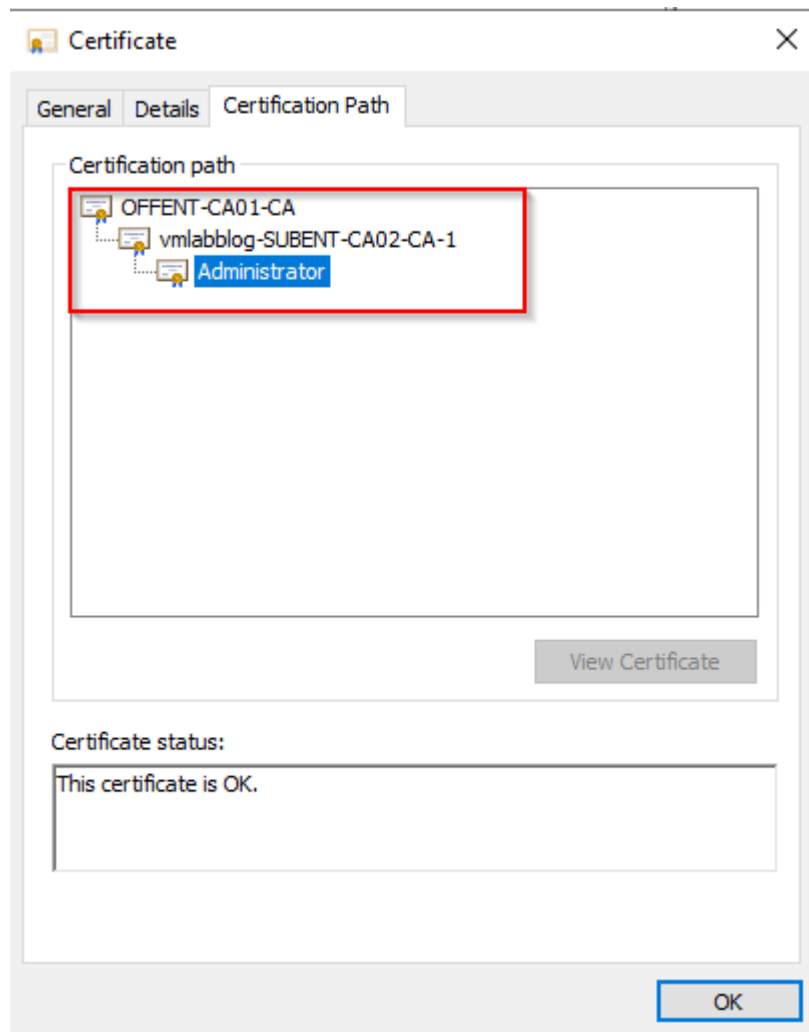 Certificate
General Details Certification Path
Certification path
OFFENT-CA01-CA
vmlabblog-SUBENT-CA02-CA-1
Administrator
View Certificate
Certificate status:
This certificate is OK.
OK